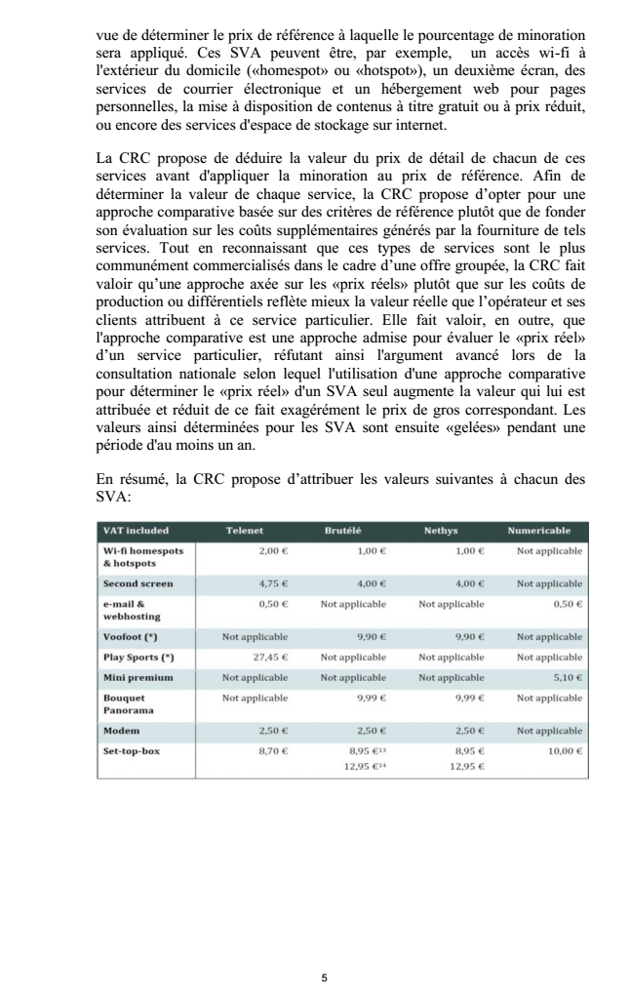 vue de déterminer le prix de référence à laquelle le pourcentage de minoration
sera appliqué. Ces SVA peuvent être, par exemple, un accès wi-fi à
l'extérieur du domicile («homespot» ou «hotspot»), un deuxième écran, des
services de courrier électronique et un hébergement web pour pages
personnelles, la mise à disposition de contenus à titre gratuit ou à prix réduit,
ou encore des services d'espace de stockage sur internet.
La CRC propose de déduire la valeur du prix de détail de chacun de ces
services avant d'appliquer la minoration au prix de référence. Afin de
déterminer la valeur de chaque service, la CRC propose d’opter pour une
approche comparative basée sur des critères de référence plutôt que de fonder
son évaluation sur les coûts supplémentaires générés par la fourniture de tels
services. Tout en reconnaissant que ces types de services sont le plus
communément commercialisés dans le cadre d’une offre groupée, la CRC fait
valoir qu’une approche axée sur les «prix réels» plutôt que sur les coûts de
production ou différentiels reflète mieux la valeur réelle que l’opérateur et ses
clients attribuent à ce service particulier. Elle fait valoir, en outre, que
l'approche comparative est une approche admise pour évaluer le «prix réel»
d’un service particulier, réfutant ainsi l'argument avancé lors de la
consultation nationale selon lequel l'utilisation d'une approche comparative
pour déterminer le «prix réel» d'un SVA seul augmente la valeur qui lui est
attribuée et réduit de ce fait exagérément le prix de gros correspondant. Les
valeurs ainsi déterminées pour les SVA sont ensuite «gelées» pendant une
période d'au moins un an.
En résumé, la CRC propose d’attribuer les valeurs suivantes à chacun des
SVA:
VAT included Telenet Brutélé Nethys Numericable
Wi-fi homespots 2,00 € 1,00 € 1,00 € Not applicable
& hotspots
Second screen 4,75 € 4,00 € 4,00 € Not applicable
e-mail & 0,50 € Not applicable Not applicable 0,50 €
webhosting
Voofoot (*) Not applicable 9,90 € 9,90 € Not applicable
Play Sports (*) 27,45 € Not applicable Not applicable Not applicable
Mini premium Not applicable Not applicable Not applicable 5,10 €
Bouquet Not applicable 9,99 € 9,99 € Not applicable
Panorama
Modem 2,50 € 2,50 € 2,50 € Not applicable
Set-top-box 8,70 € 8,95 €¹³ 8,95 € 10,00 €
12,95 €¹⁴ 12,95 €
5